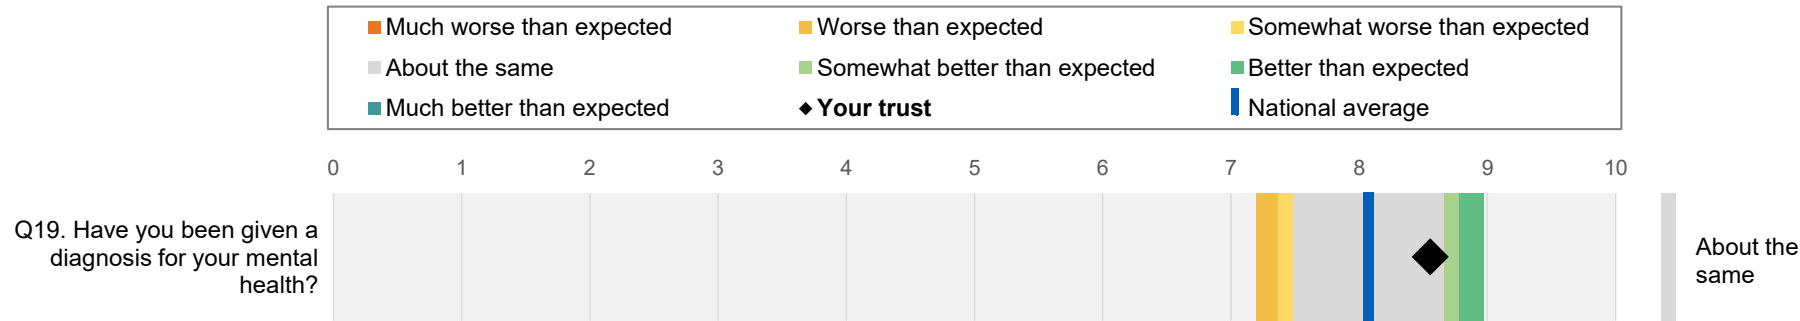 Much worse than expected
Worse than expected
Somewhat worse than expected
About the same
Somewhat better than expected
Better than expected
Much better than expected
Your trust
National average
0 1 2 3 4 5 6 7 8 9 10
Q19. Have you been given a
diagnosis for your mental
health?
About the
same